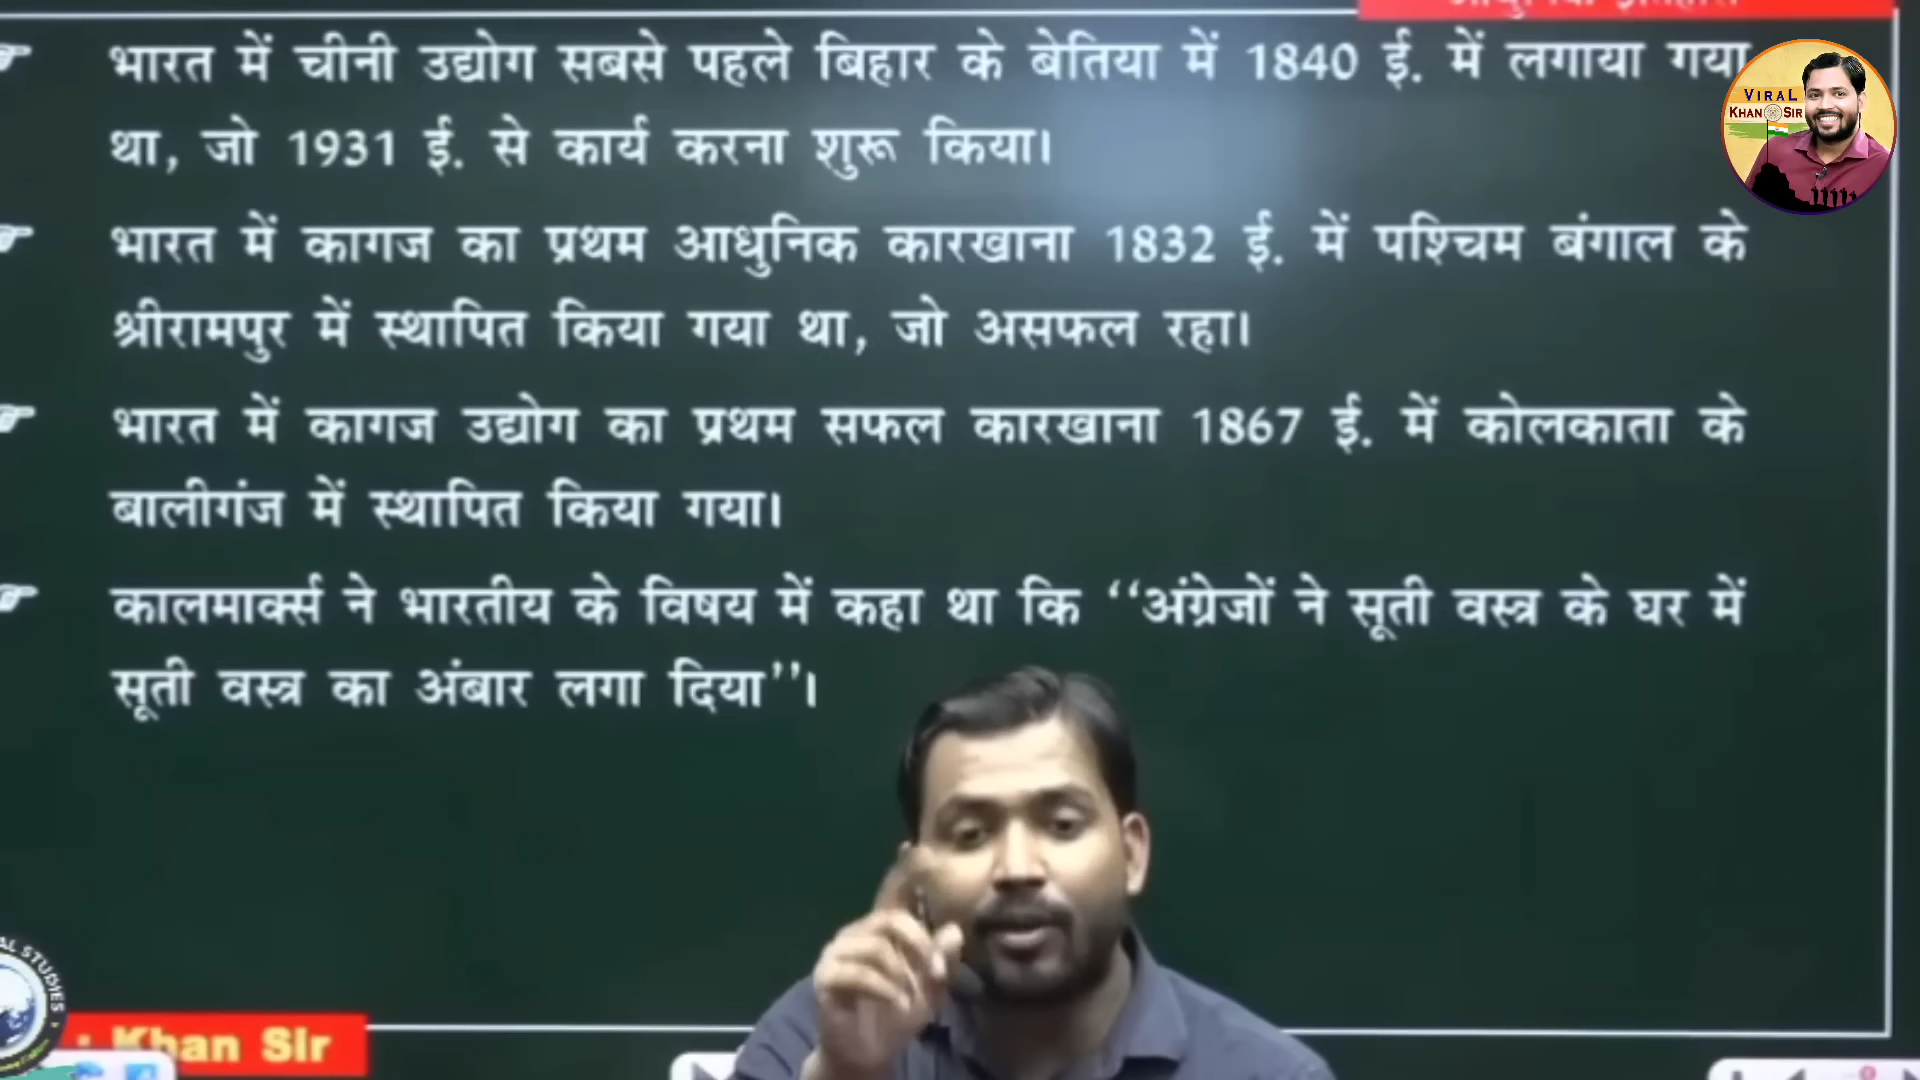 भारत में चीनी उद्योग सबसे पहले बिहार के बेतिया में 1840 ई. में लगाया गया
था, जो 1931 ई. से कार्य करना शुरू किया।
भारत में कागज का प्रथम आधुनिक कारखाना 1832 ई. में पश्चिम बंगाल के
श्रीरामपुर में स्थापित किया गया था, जो असफल रहा।
भारत में कागज उद्योग का प्रथम सफल कारखाना 1867 ई. में कोलकाता के
बालीगंज में स्थापित किया गया।
कालमार्क्स ने भारतीय के विषय में कहा था कि ‘‘अंग्रेजों ने सूती वस्त्र के घर में
सूती वस्त्र का अंबार लगा दिया’’।
VIRAL
KHAN SIR
STUDIES
: Khan Sir